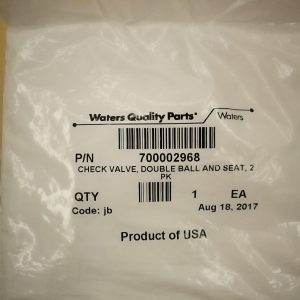 Waters Quality Parts® Waters
P/N 700002968
CHECK VALVE, DOUBLE BALL AND SEAT, 2
PK
QTY 1 EA
Code: jb Aug 18, 2017
Product of USA